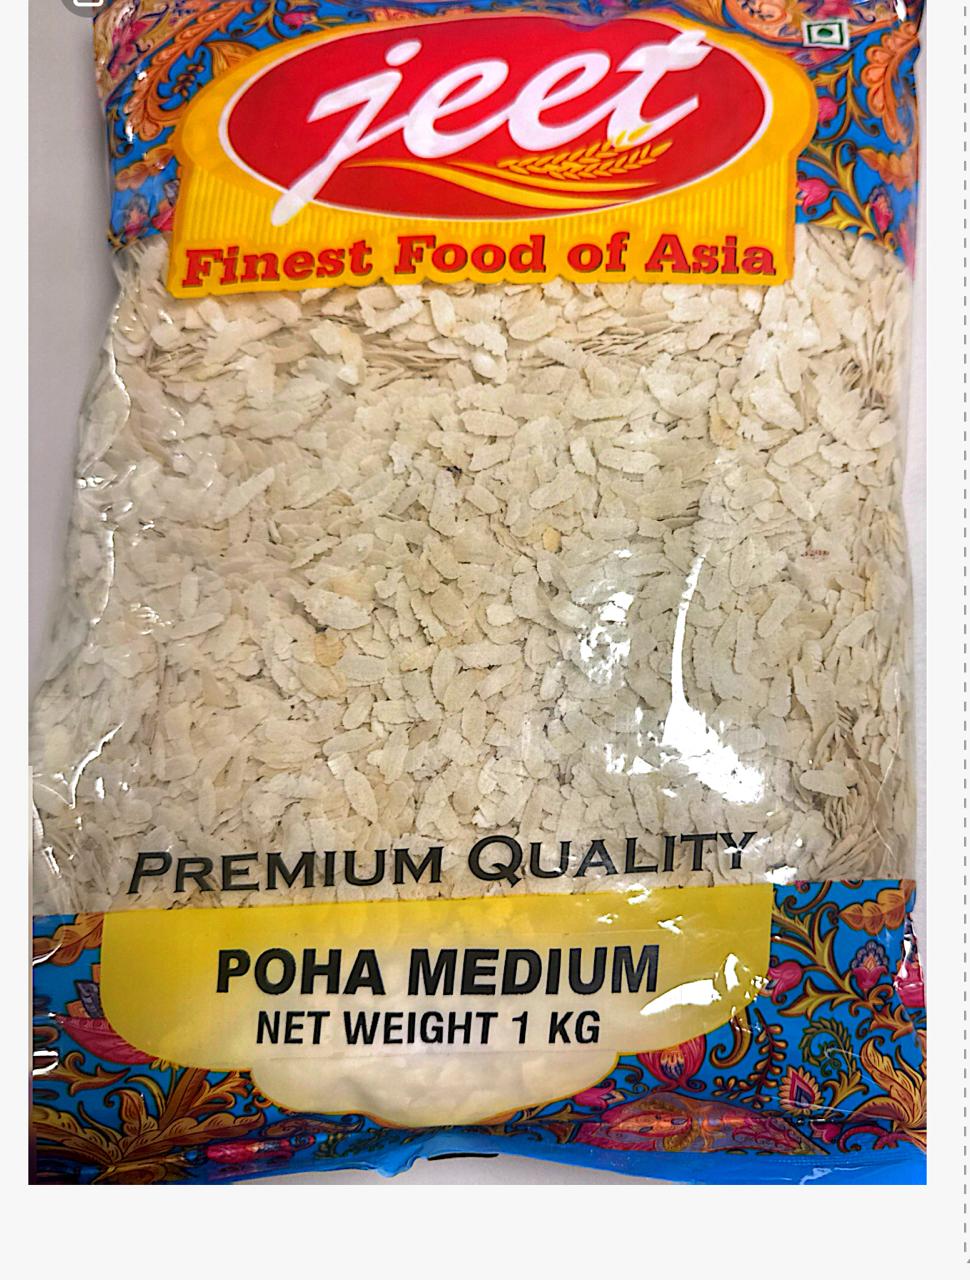 jeet
Finest Food of Asia
PREMIUM QUALITY
POHA MEDIUM
NET WEIGHT 1 KG